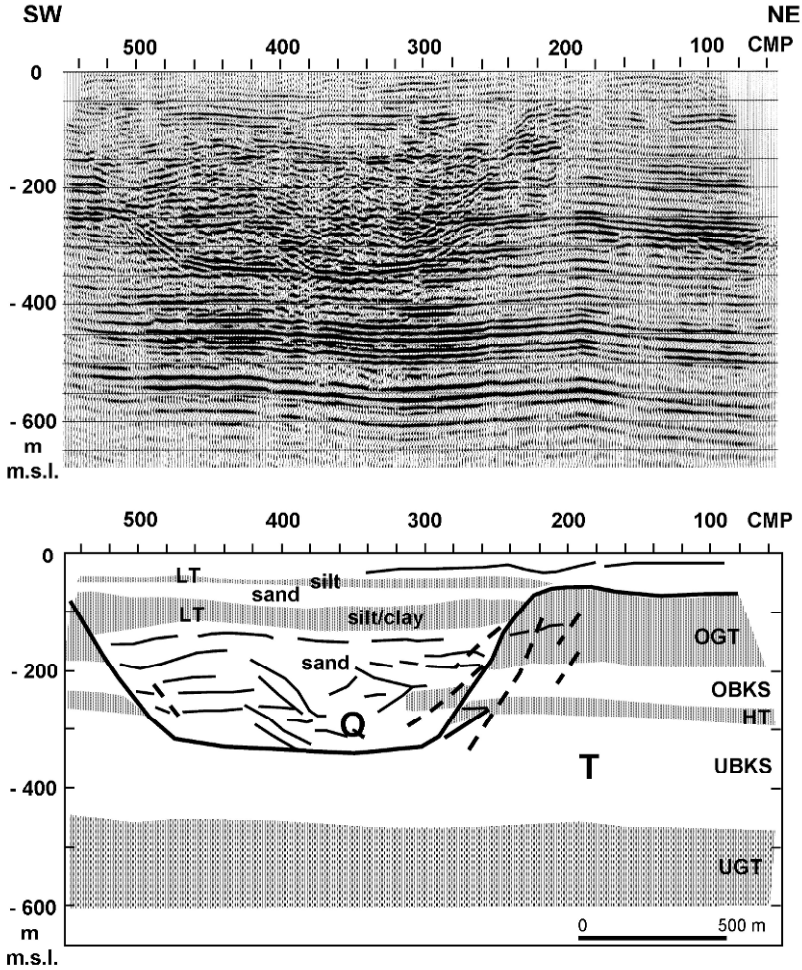 SW NE
500 400 300 200 100 CMP
0
- 200
- 400
- 600
m
m.s.l.
500 400 300 200 100 CMP
0
LT silt
sand
LT silt/clay
OGT
sand
- 200
OBKS
Q HT
T UBKS
- 400
UGT
- 600
0 500 m
m
m.s.l.